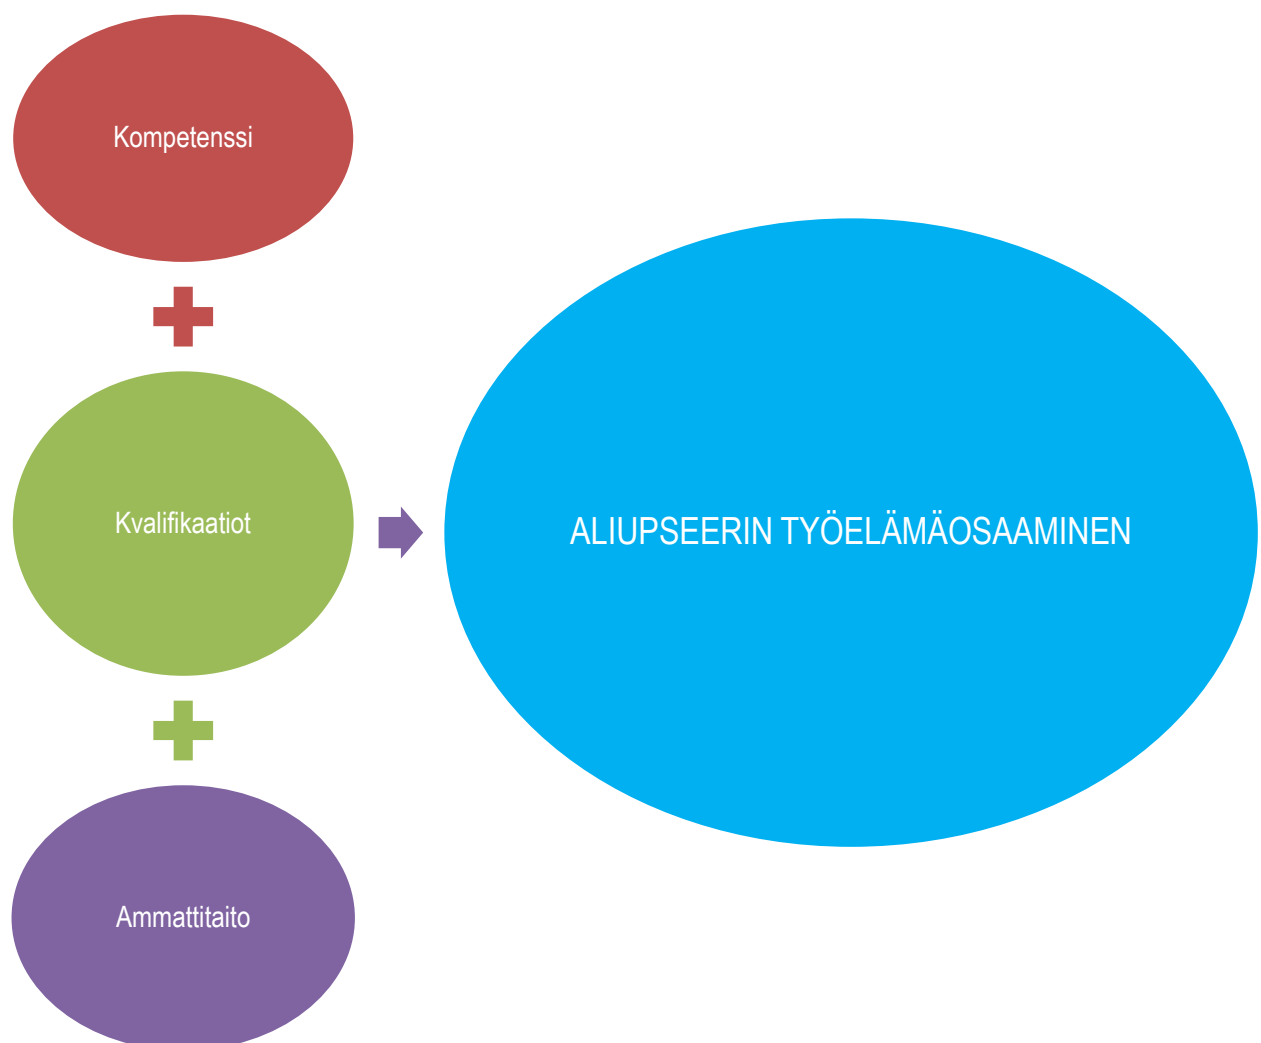 Kompetenssi
Kvalifikaatiot
Ammattitaito
ALIUPSEERIN TYÖELÄMÄOSAAMINEN